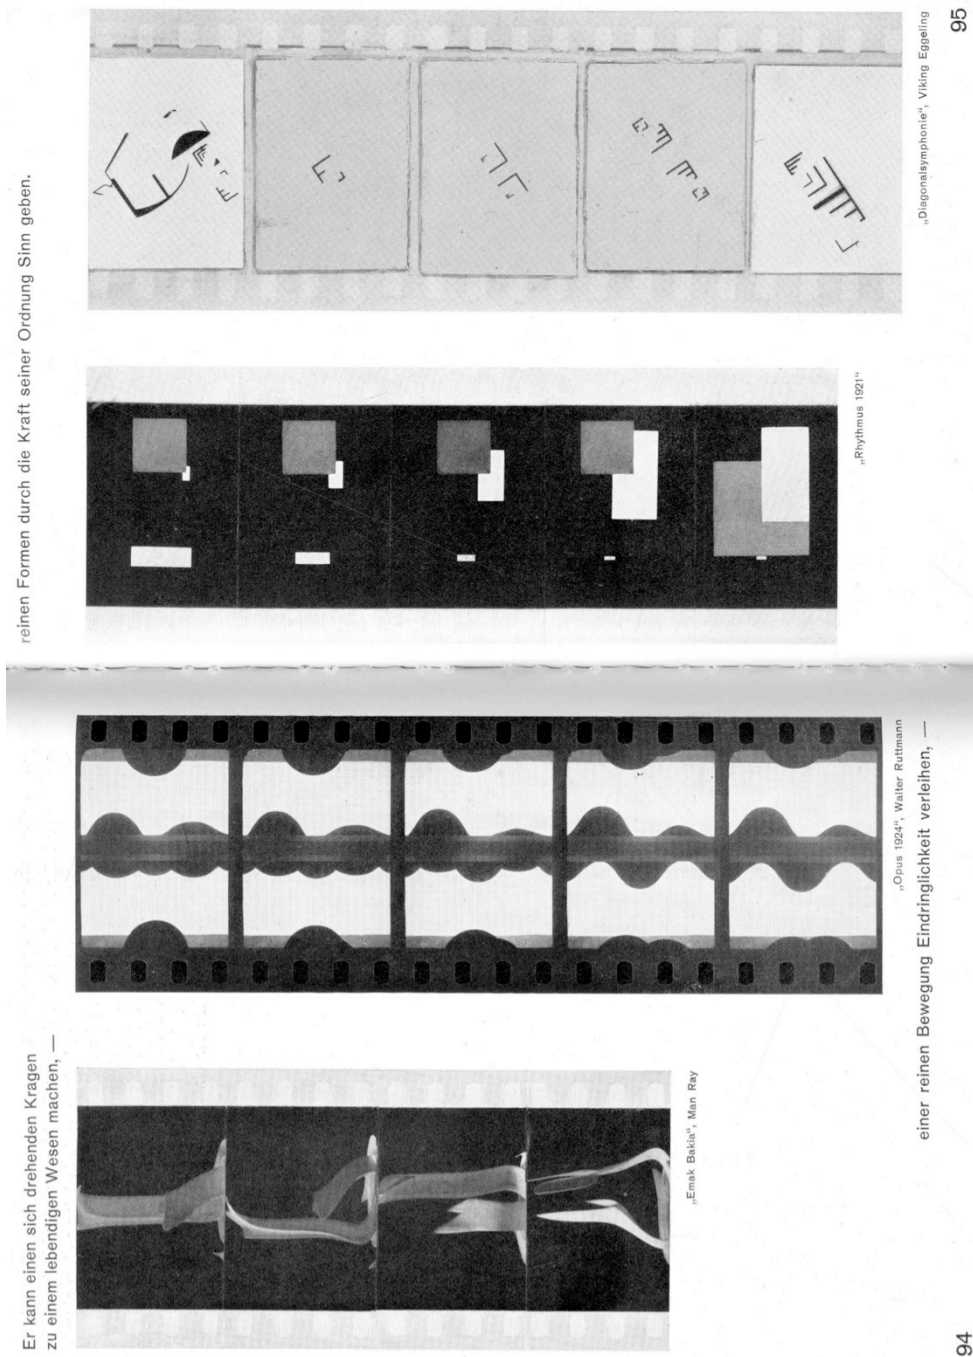 Er kann einen sich drehenden Kragen
zu einem lebendigen Wesen machen, —
„Emak Bakia“, Man Ray
„Opus 1924“, Walter Ruttmann
einer reinen Bewegung Eindringlichkeit verleihen, —
94
reinen Formen durch die Kraft seiner Ordnung Sinn geben.
„Rhythmus 1921“
„Diagonalsymphonie“, Viking Eggeling
95